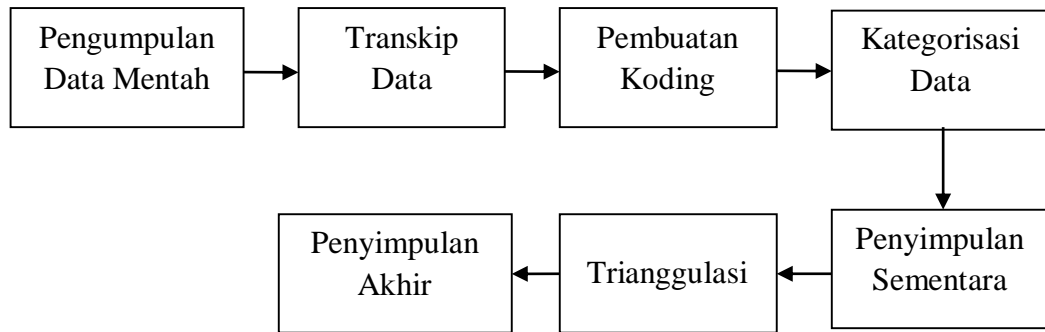 Pengumpulan
Data Mentah
Transkip
Data
Pembuatan
Koding
Kategorisasi
Data
Penyimpulan
Sementara
Trianggulasi
Penyimpulan
Akhir